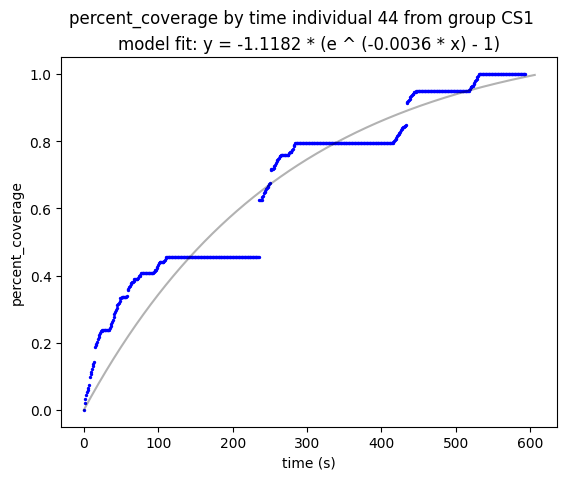 percent_coverage by time individual 44 from group CS1
model fit: y = -1.1182 * (e ^ (-0.0036 * x) - 1)
1.0
0.8
0.6
0.4
0.2
0.0
percent_coverage
0 100 200 300 400 500 600
time (s)